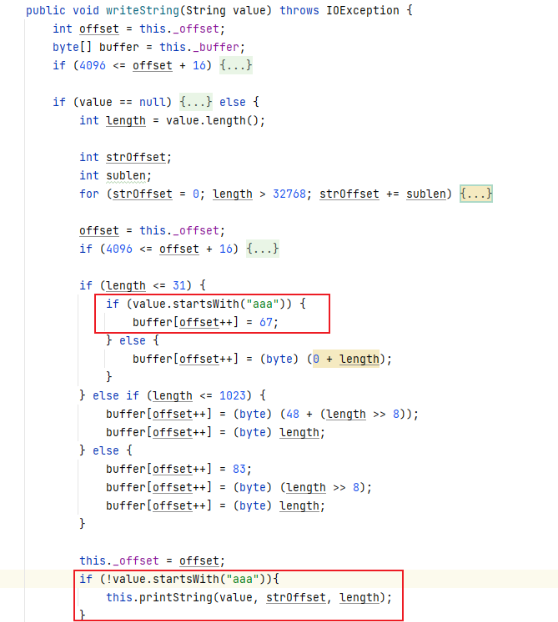 public void writeString(String value) throws IOException {
int offset = this._offset;
byte[] buffer = this._buffer;
if (4096 <= offset + 16) {...}
if (value == null) {...} else {
int length = value.length();
int strOffset;
int sublen;
for (strOffset = 0; length > 32768; strOffset += sublen) {...}
offset = this._offset;
if (4096 <= offset + 16) {...}
if (length <= 31) {
if (value.startsWith("aaa")) {
buffer[offset++] = 67;
} else {
buffer[offset++] = (byte) (0 + length);
}
} else if (length <= 1023) {
buffer[offset++] = (byte) (48 + (length >> 8));
buffer[offset++] = (byte) length;
} else {
buffer[offset++] = 83;
buffer[offset++] = (byte) (length >> 8);
buffer[offset++] = (byte) length;
}
this._offset = offset;
if (!value.startsWith("aaa")){
this.printString(value, strOffset, length);
}